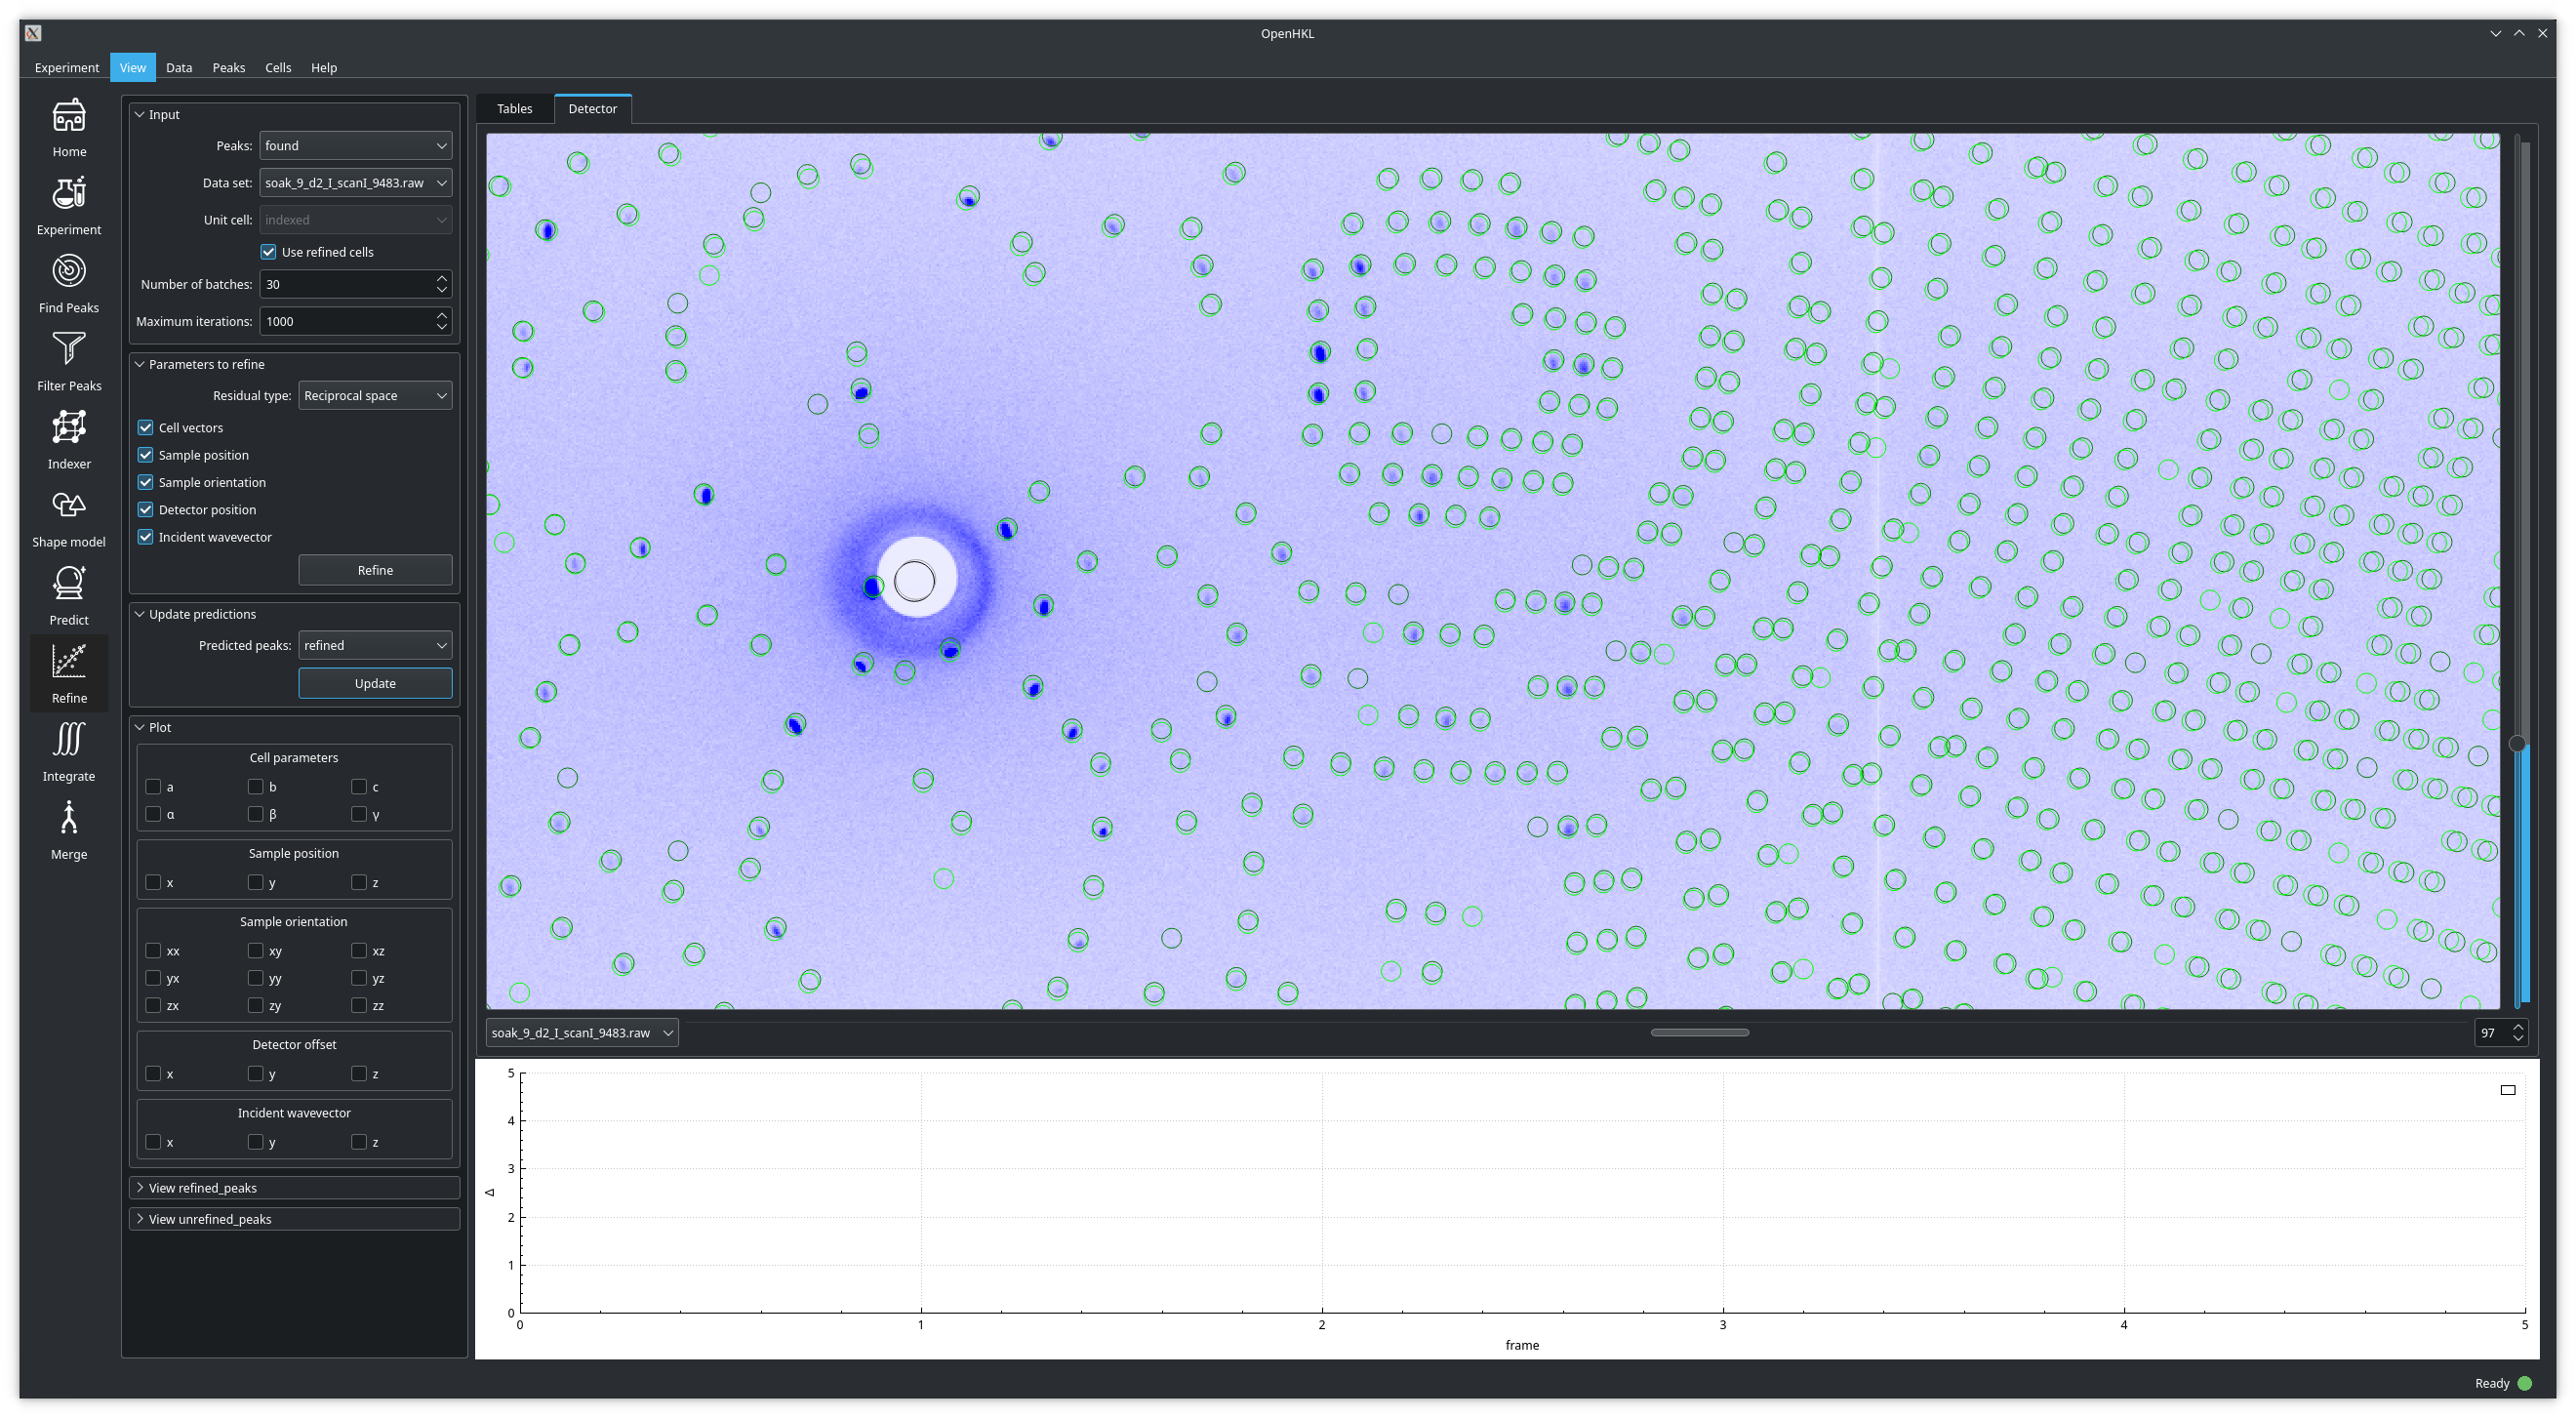 OpenHKL
Experiment View Data Peaks Cells Help
Home
Experiment
Find Peaks
Filter Peaks
Indexer
Shape model
Predict
Refine
Integrate
Merge
Input
Peaks: found
Data set: soak_9_d2_I_scanI_9483.raw
Unit cell: indexed
Use refined cells
Number of batches: 30
Maximum iterations: 1000
Parameters to refine
Residual type: Reciprocal space
Cell vectors
Sample position
Sample orientation
Detector position
Incident wavevector
Refine
Update predictions
Predicted peaks: refined
Update
Plot
Cell parameters
a b c
α β γ
Sample position
x y z
Sample orientation
xx xy xz
yx yy yz
zx zy zz
Detector offset
x y z
Incident wavevector
x y z
View refined_peaks
View unrefined_peaks
Tables Detector
soak_9_d2_I_scanI_9483.raw 97
5
4
3
2
1
0
Δ
0 1 2 3 4 5
frame
Ready